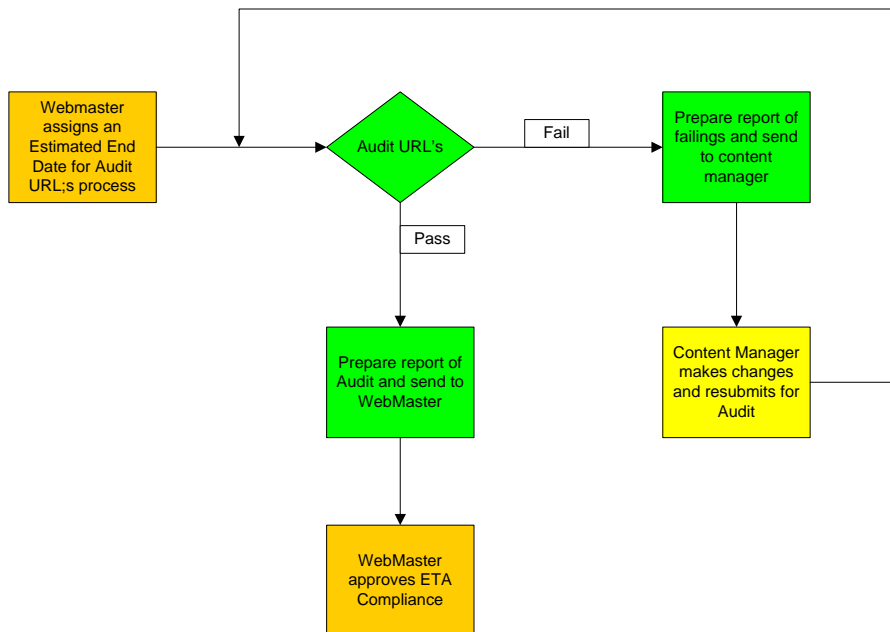 Webmaster
assigns an
Estimated End
Date for Audit
URL;s process
Audit URL's
Fail
Prepare report of
failings and send
to content
manager
Pass
Prepare report of
Audit and send to
WebMaster
Content Manager
makes changes
and resubmits for
Audit
WebMaster
approves ETA
Compliance